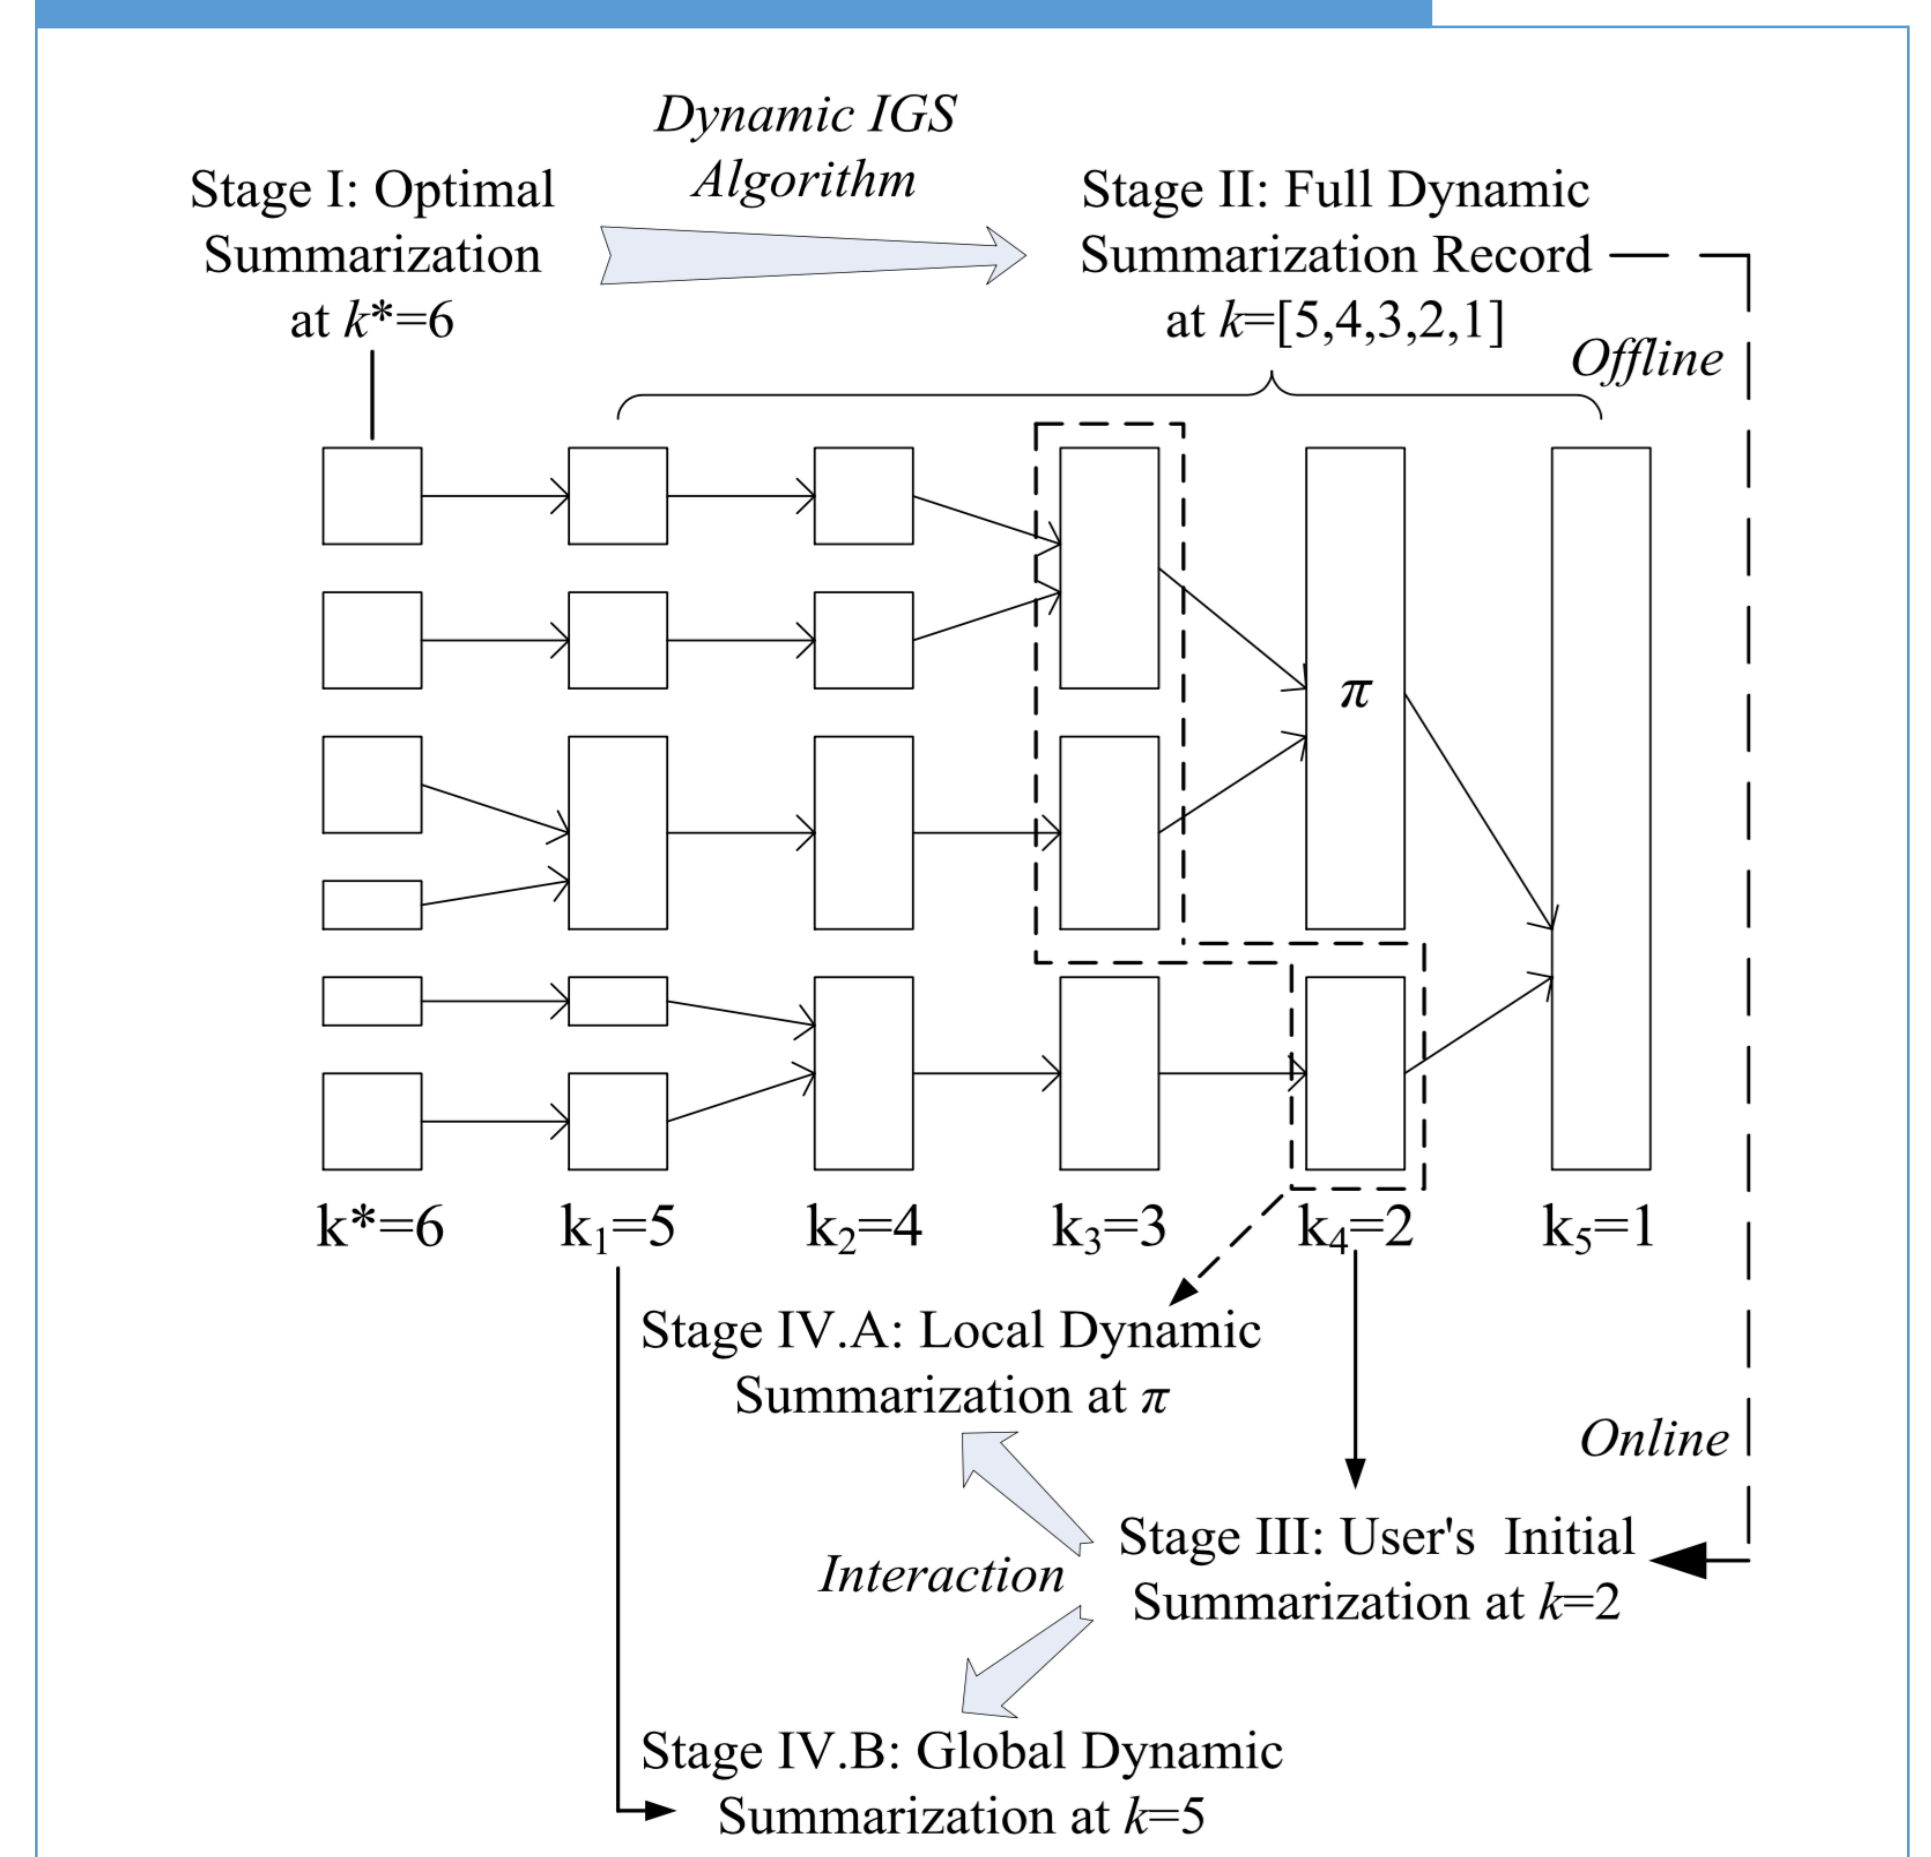 Dynamic IGS
Algorithm
Stage I: Optimal
Summarization
at k*=6
Stage II: Full Dynamic
Summarization Record
at k=[5,4,3,2,1]
Offline
π
k*=6
k₁=5
k₂=4
k₃=3
k₄=2
k₅=1
Stage IV.A: Local Dynamic
Summarization at π
Online
Stage III: User's Initial
Summarization at k=2
Interaction
Stage IV.B: Global Dynamic
Summarization at k=5